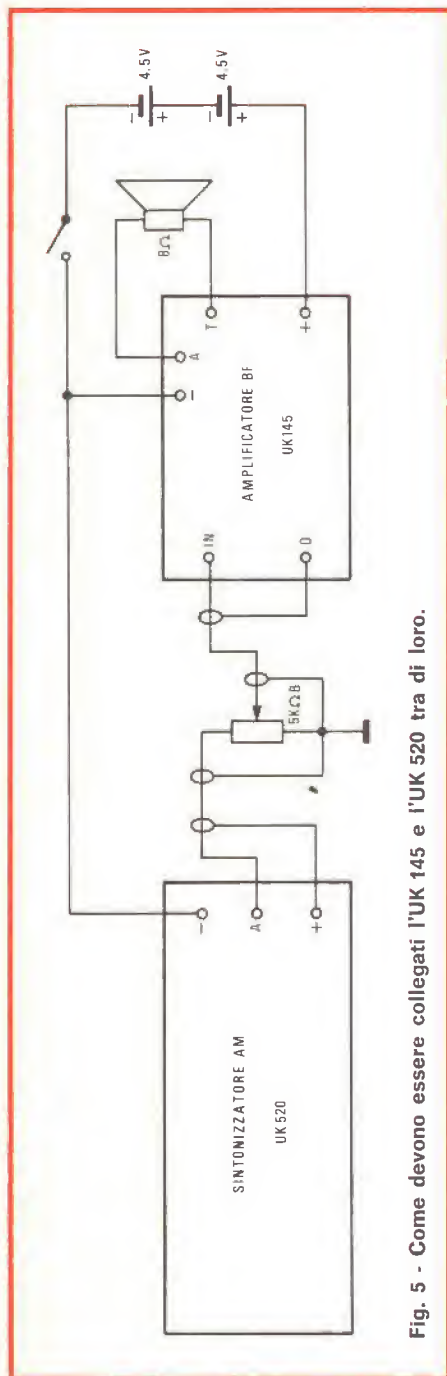 SINTONIZZATORE AM
UK520
-
A
+
5KΩB
IN
D
AMPLIFICATORE BF
UK145
-
A
T
+
8Ω
-
+
4.5V
-
+
4.5V
Fig. 5 - Come devono essere collegati l'UK 145 e l'UK 520 tra di loro.